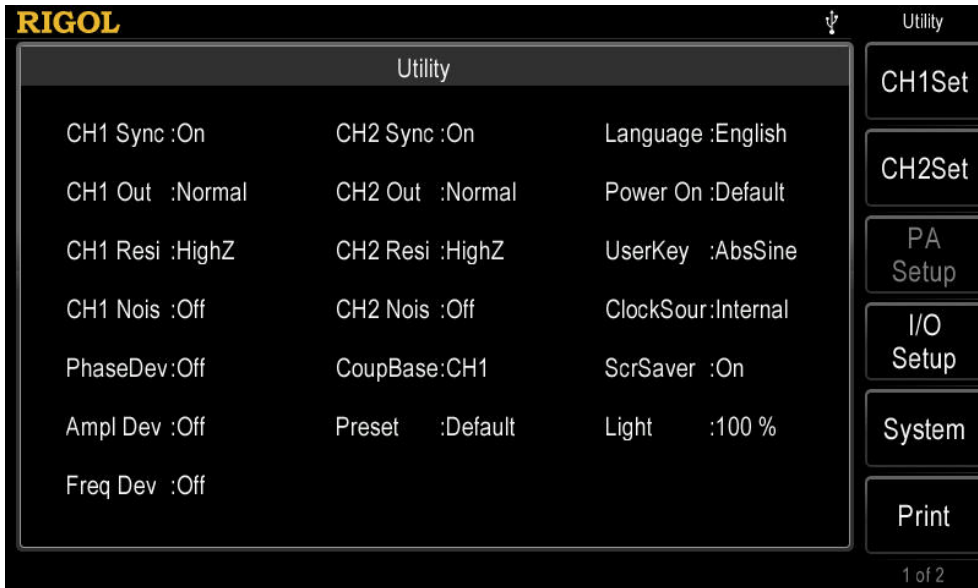 RIGOL
Utility
Utility
CH1 Sync :On
CH2 Sync :On
Language :English
CH1 Out :Normal
CH2 Out :Normal
Power On :Default
CH1 Resi :HighZ
CH2 Resi :HighZ
UserKey :AbsSine
CH1 Nois :Off
CH2 Nois :Off
ClockSour:Internal
PhaseDev:Off
CoupBase:CH1
ScrSaver :On
Ampl Dev :Off
Preset :Default
Light :100 %
Freq Dev :Off
CH1Set
CH2Set
PA
Setup
I/O
Setup
System
Print
1 of 2